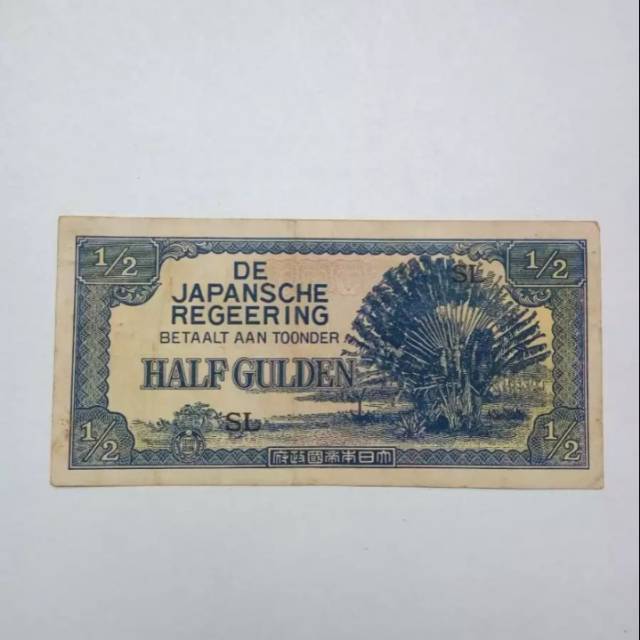 1/2
1/2
DE
JAPANSCHE
REGEERING
BETAALT AAN TOONDER
HALF GULDEN
SL
SL
1/2
1/2
府政國帝本日大